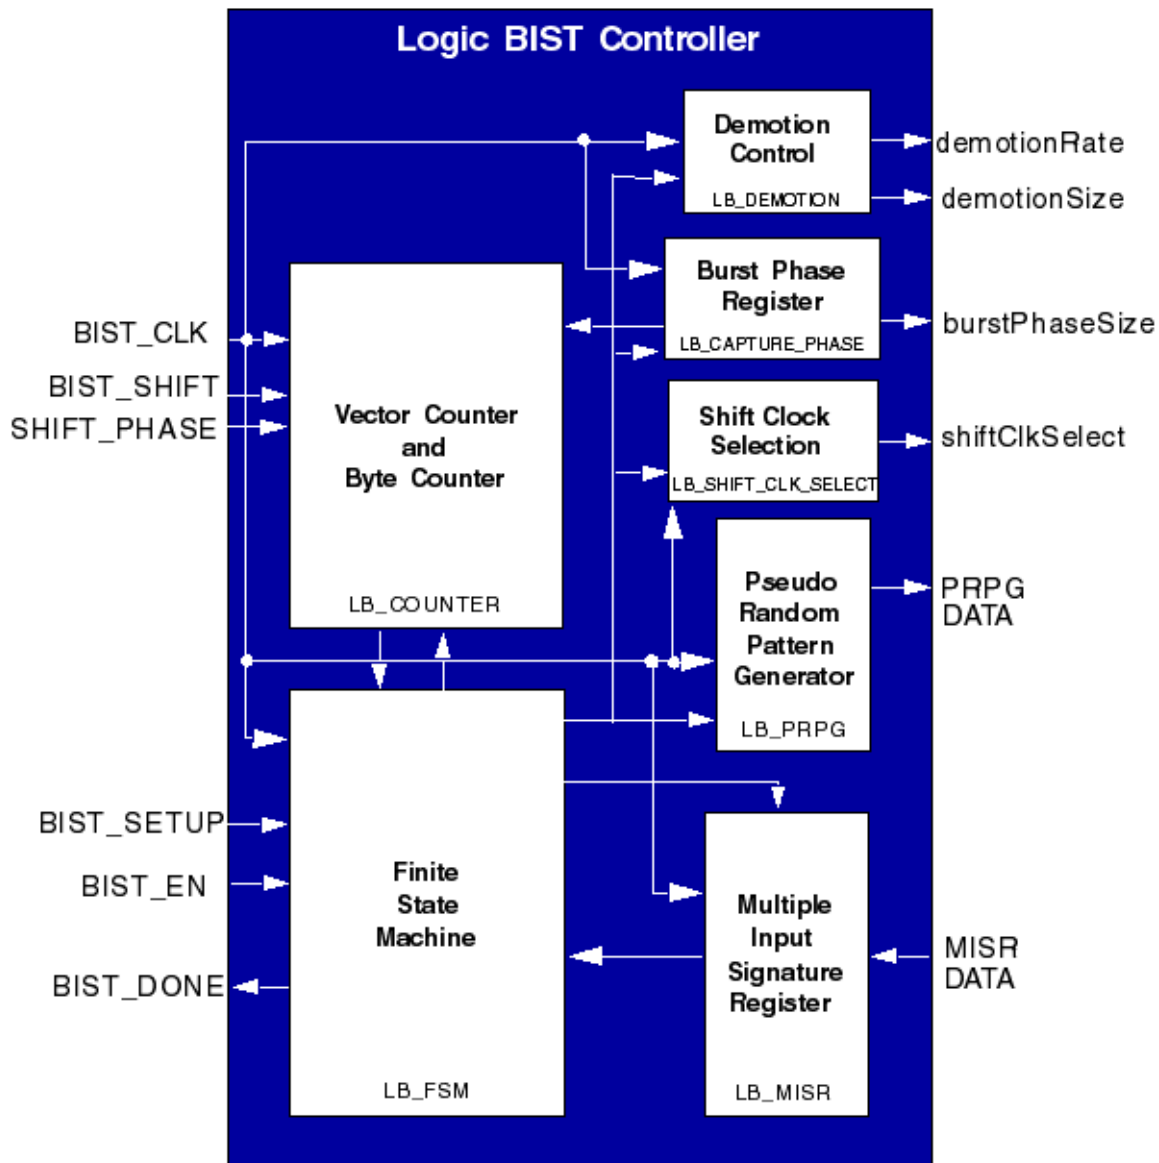 Logic BIST Controller
Demotion
Control
LB_DEMOTION
demotionRate
demotionSize
Burst Phase
Register
LB_CAPTURE_PHASE
burstPhaseSize
BIST_CLK
BIST_SHIFT
SHIFT_PHASE
Vector Counter
and
Byte Counter
LB_COUNTER
Shift Clock
Selection
LB_SHIFT_CLK_SELECT
shiftClkSelect
Pseudo
Random
Pattern
Generator
LB_PRPG
PRPG
DATA
BIST_SETUP
BIST_EN
BIST_DONE
Finite
State
Machine
LB_FSM
Multiple
Input
Signature
Register
LB_MISR
MISR
DATA